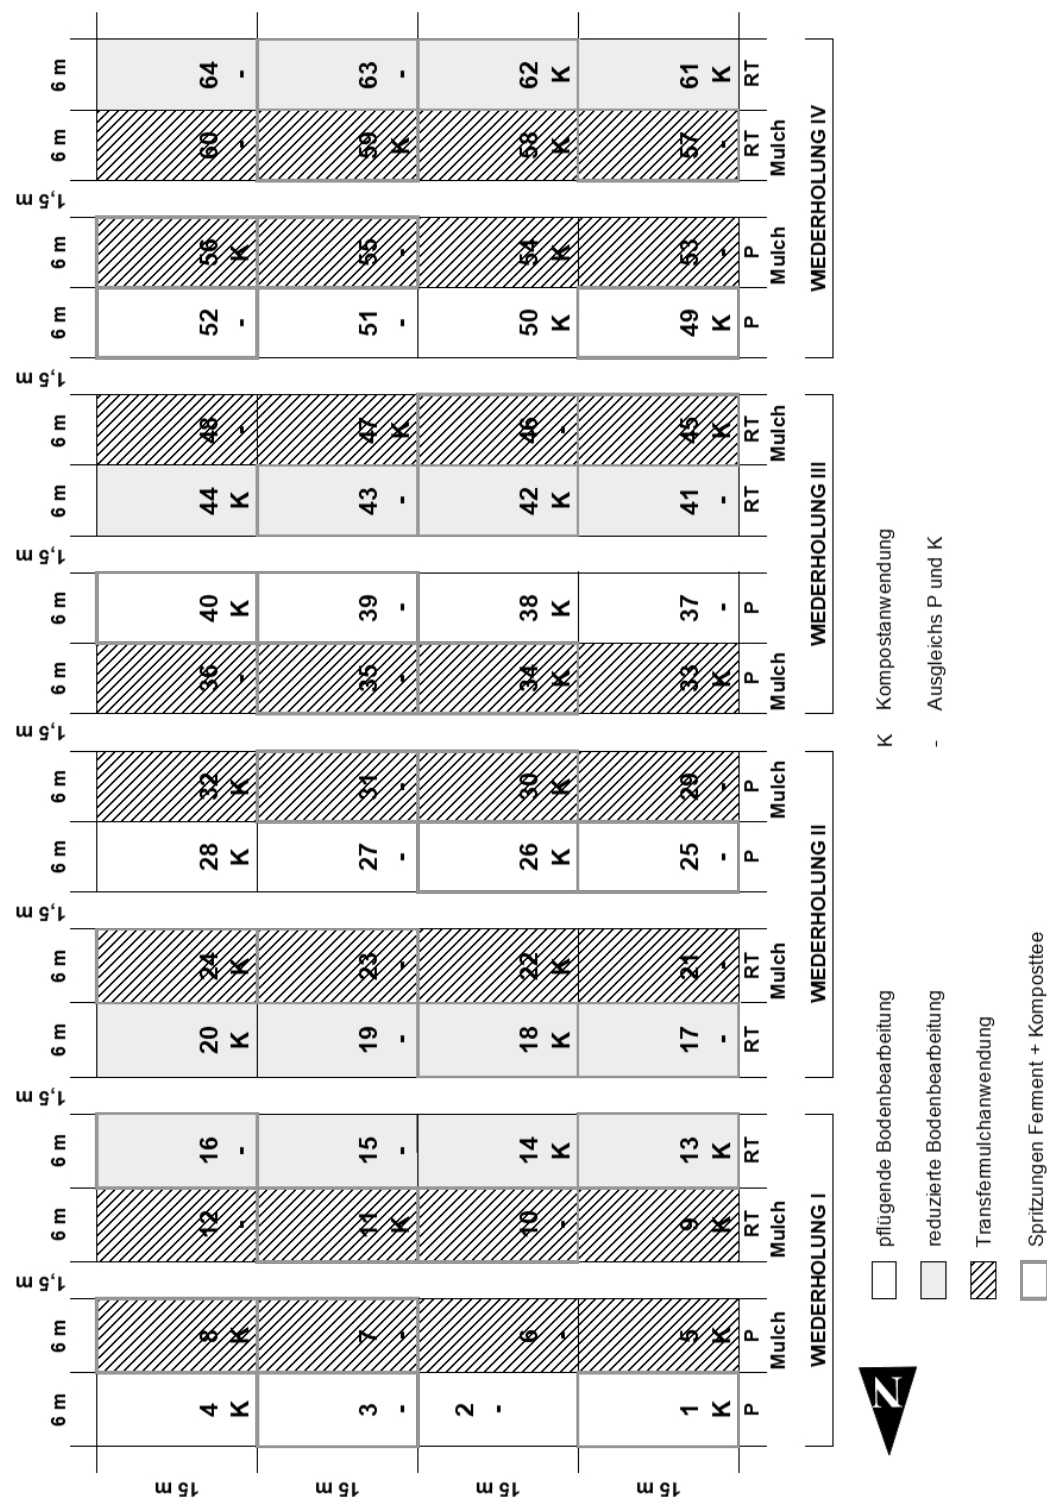 1,5 m 1,5 m 1,5 m 1,5 m 1,5 m 1,5 m 1,5 m
6 m 6 m 6 m 6 m 6 m 6 m 6 m 6 m 6 m 6 m 6 m 6 m 6 m 6 m 6 m 6 m
15 m 4 8 12 16 20 24 28 32 36 40 44 48 52 56 60 64
K K - - K K K K - K K - - K - -
15 m 3 7 11 15 19 23 27 31 35 39 43 47 51 55 59 63
- - K - - - - - - - - K - - K -
15 m 2 6 10 14 18 22 26 30 34 38 42 46 50 54 58 62
- - - K K K K K K K K - K K K K
15 m 1 5 9 13 17 21 25 29 33 37 41 45 49 53 57 61
K K K K - - - - K - - K K - - K
P P RT RT RT RT P P P P RT RT P P RT RT
Mulch Mulch Mulch Mulch Mulch Mulch Mulch Mulch
WIEDERHOLUNG I WIEDERHOLUNG II WIEDERHOLUNG III WIEDERHOLUNG IV
N
pflügende Bodenbearbeitung
reduzierte Bodenbearbeitung
Transfermulchanwendung
Spritzungen Ferment + Komposttee
K Kompostanwendung
- Ausgleichs P und K